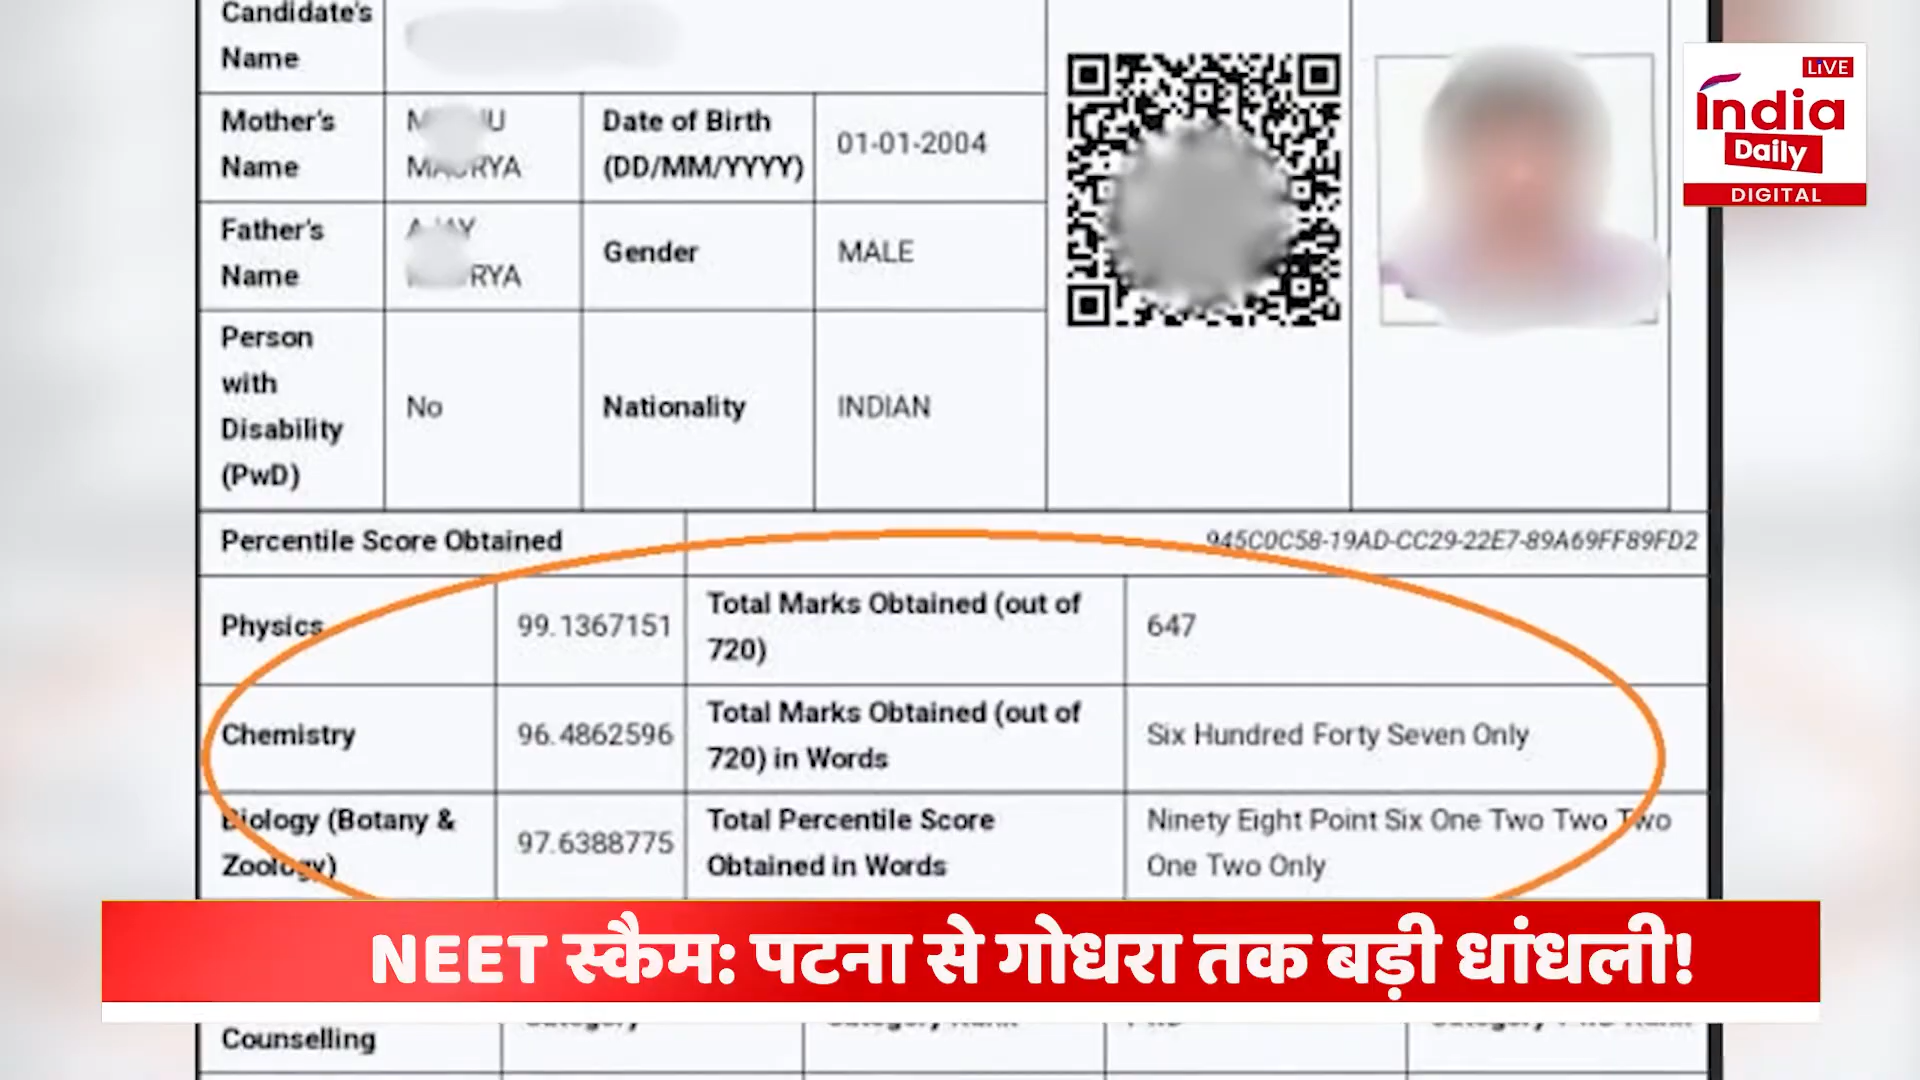 Candidate's
Name
Mother's
Name
Date of Birth
(DD/MM/YYYY)
01-01-2004
Father's
Name
RYA
Gender
MALE
Person
with
Disability
(PwD)
No
Nationality
INDIAN
LIVE
India
Daily
DIGITAL
Percentile Score Obtained
945C0C58-19AD-CC29-22E7-89A69FF89FD2
Physics
99.1367151
Total Marks Obtained (out of
720)
647
Chemistry
96.4862596
Total Marks Obtained (out of
720) in Words
Six Hundred Forty Seven Only
Biology (Botany &
Zoology)
97.6388775
Total Percentile Score
Obtained in Words
Ninety Eight Point Six One Two Two Two
One Two Only
NEET स्कैम: पटना से गोधरा तक बड़ी धांधली!
Counselling